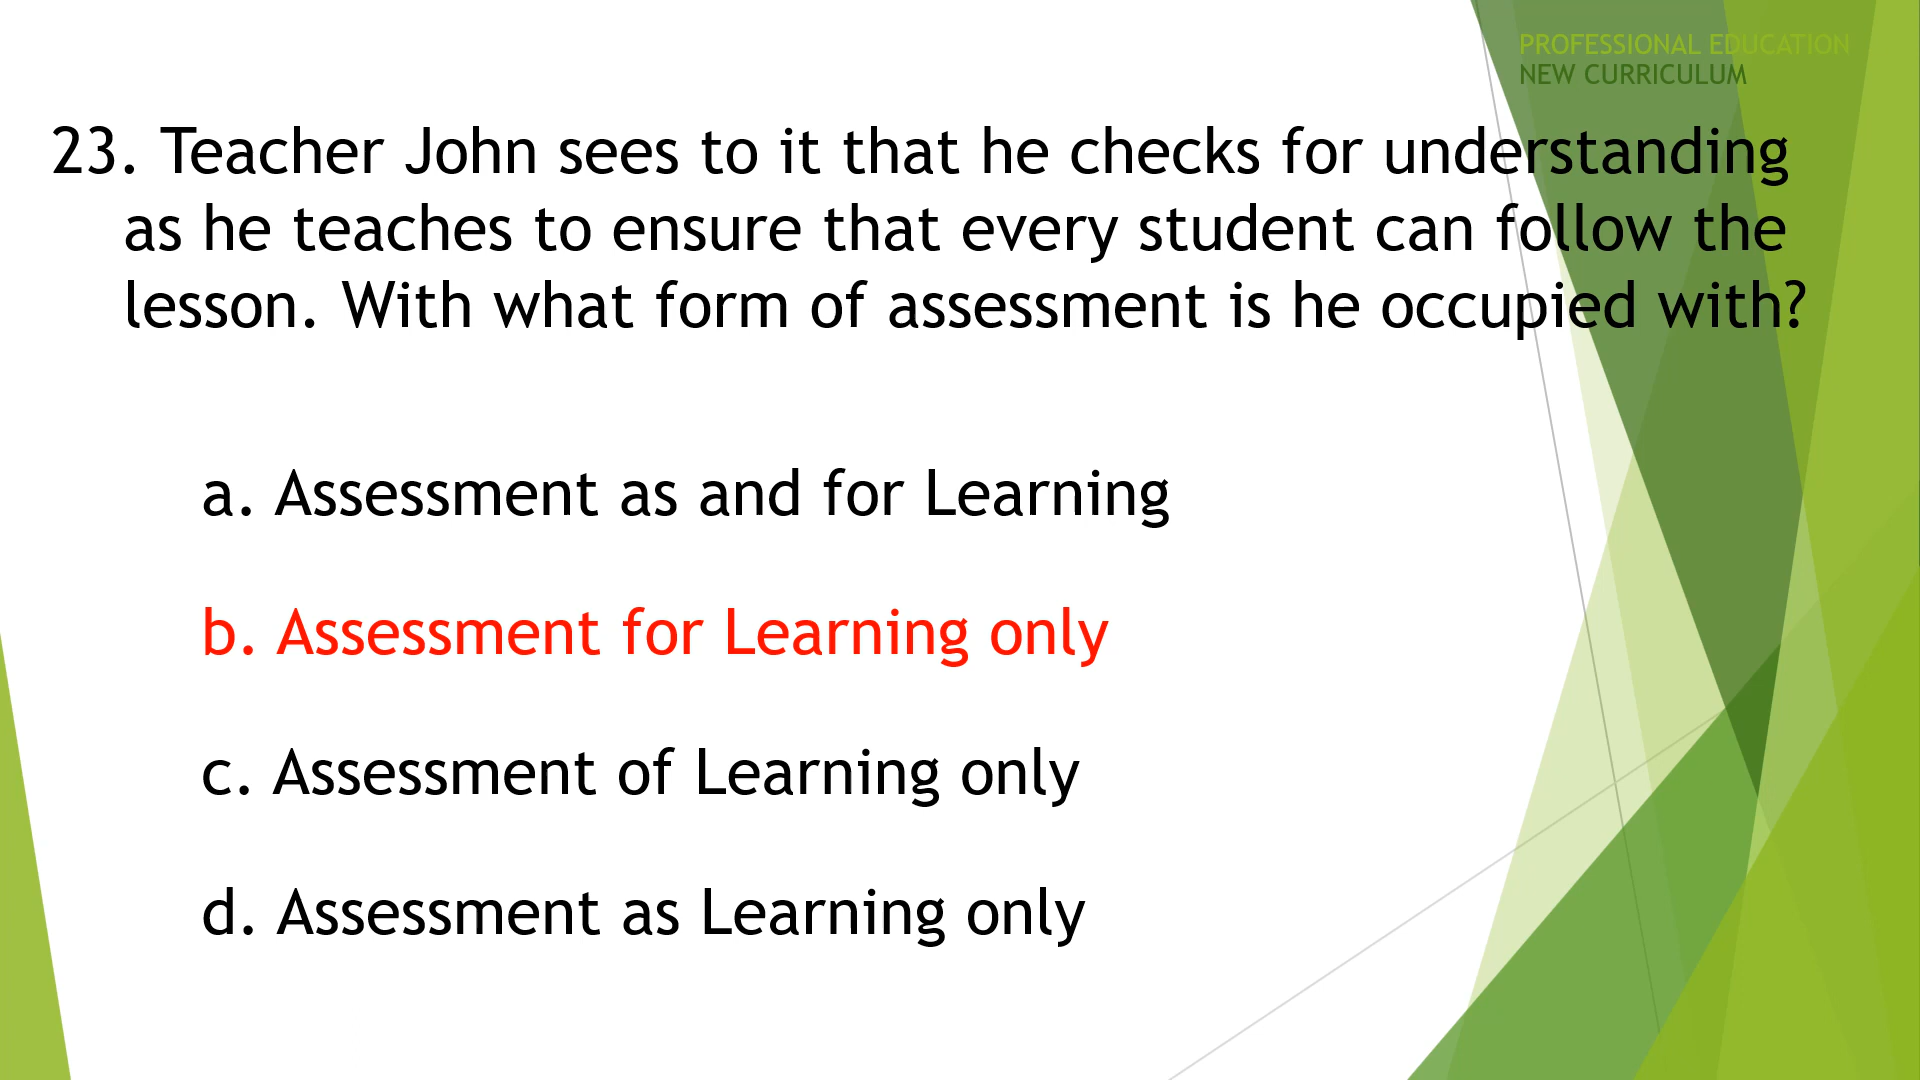 PROFESSIONAL EDUCATION
NEW CURRICULUM
23. Teacher John sees to it that he checks for understanding
as he teaches to ensure that every student can follow the
lesson. With what form of assessment is he occupied with?
a. Assessment as and for Learning
b. Assessment for Learning only
c. Assessment of Learning only
d. Assessment as Learning only